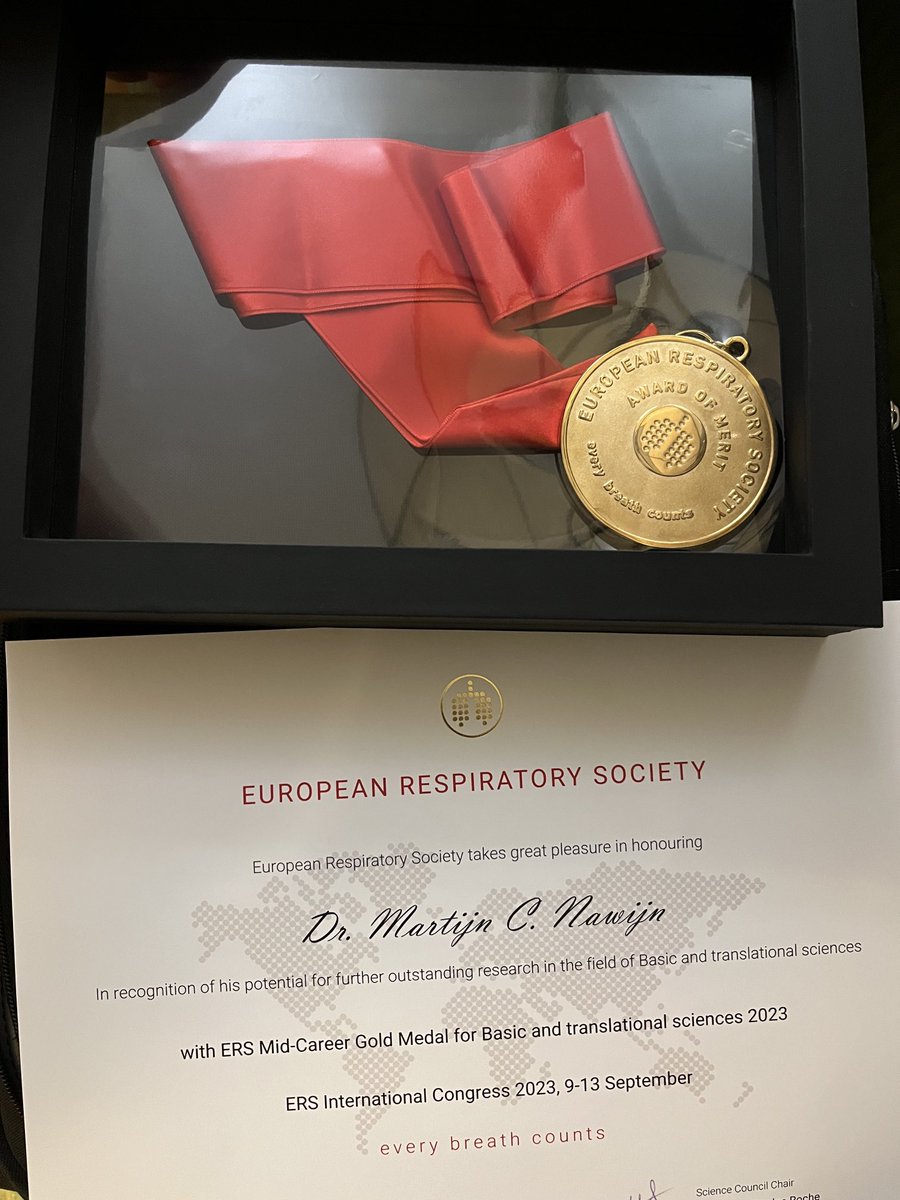 EUROPEAN RESPIRATORY SOCIETY
AWARD OF MERIT
every breath counts
EUROPEAN RESPIRATORY SOCIETY
European Respiratory Society takes great pleasure in honouring
Dr. Martijn C. Nawijn
In recognition of his potential for further outstanding research in the field of Basic and translational sciences
with ERS Mid-Career Gold Medal for Basic and translational sciences 2023
ERS International Congress 2023, 9-13 September
every breath counts
Science Council Chair
Roche